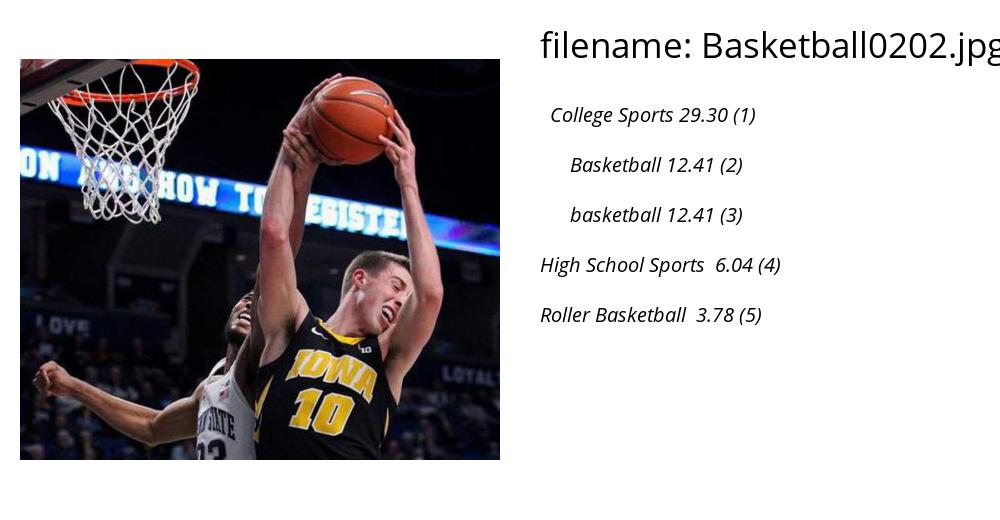 filename: Basketball0202.jpg
College Sports 29.30 (1)
Basketball 12.41 (2)
basketball 12.41 (3)
High School Sports 6.04 (4)
Roller Basketball 3.78 (5)
ON AND HOW TO REGISTER
LOVE
LOYAL
IOWA
10
STATE
23